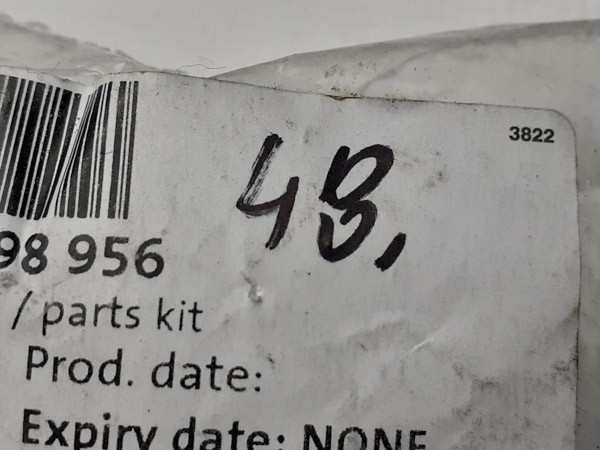 3822
4B,
98 956
/ parts kit
Prod. date:
Expiry date: NONE